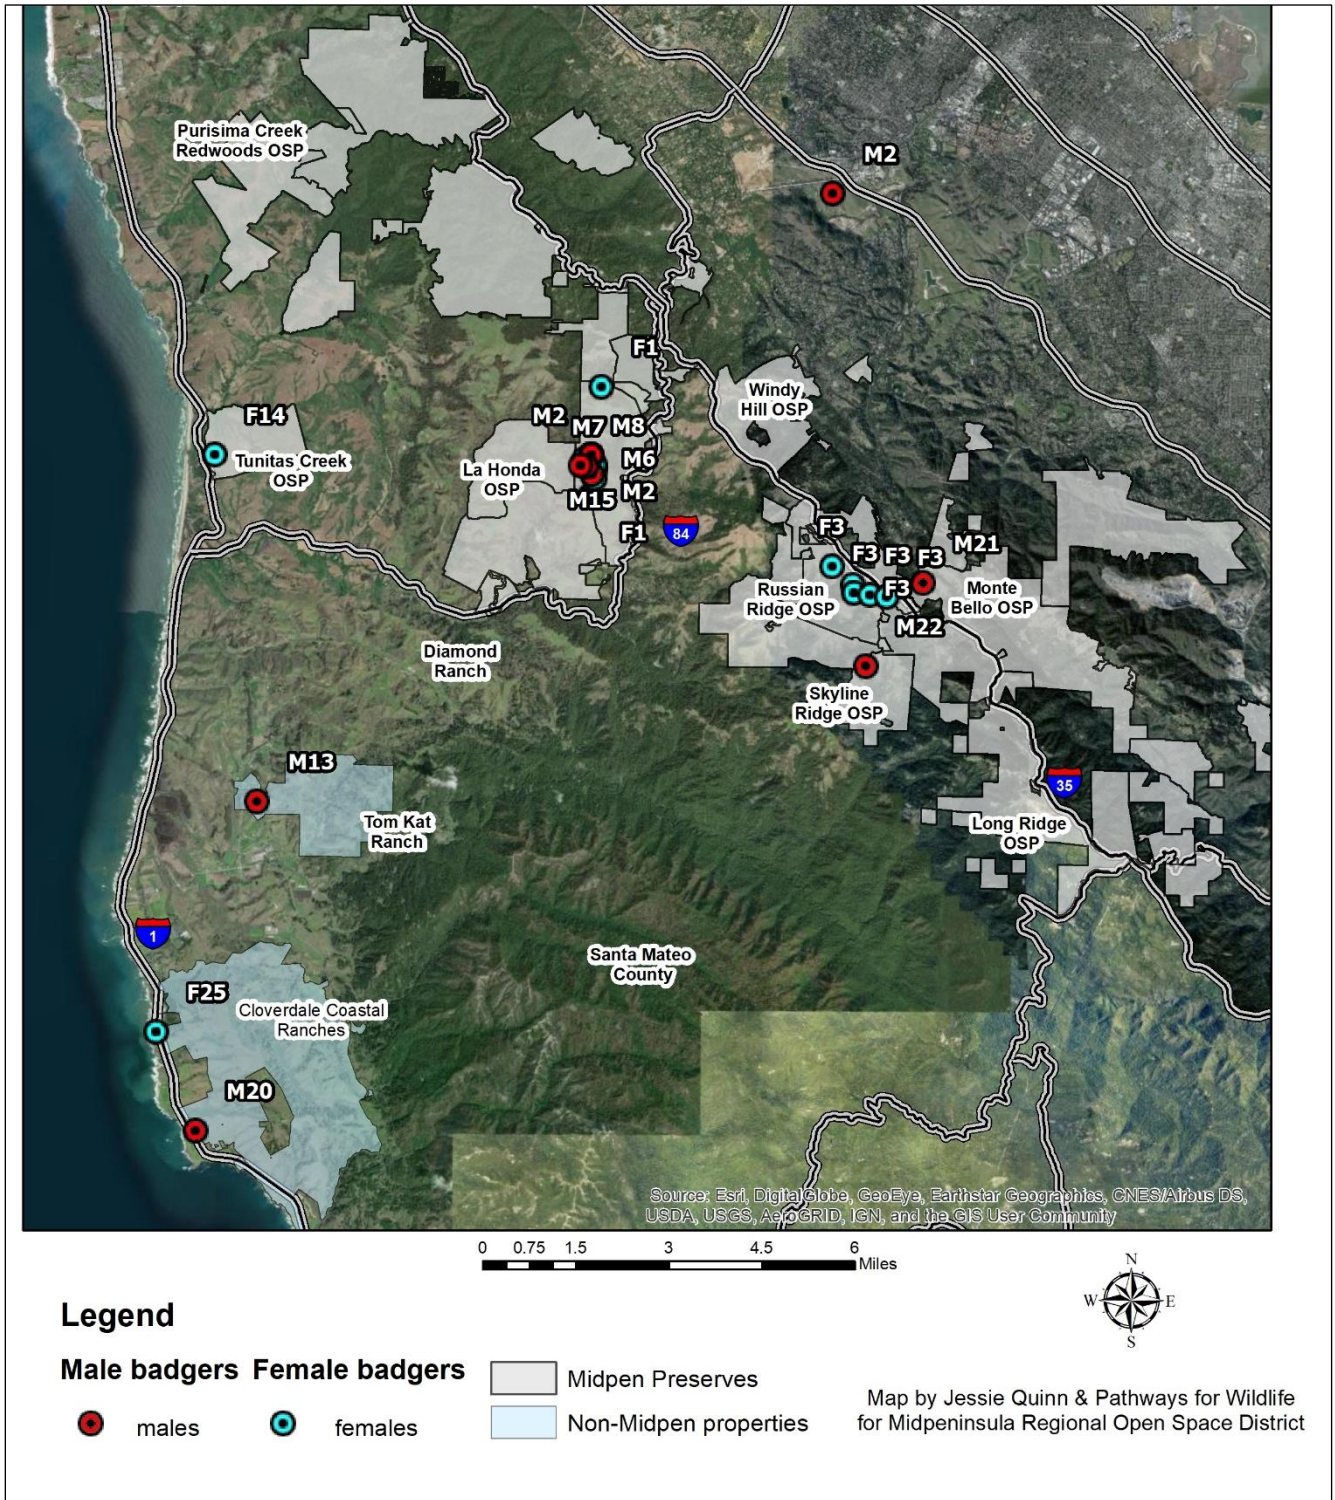 Purisima Creek
Redwoods OSP
M2
F1
Windy
Hill OSP
F14
M2
M7
M8
Tunitas Creek
OSP
La Honda
OSP
M6
M15
M2
F1
84
F3
F3
F3
F3
M21
F3
Russian
Ridge OSP
Monte
Bello OSP
M22
Diamond
Ranch
Skyline
Ridge OSP
M13
Tom Kat
Ranch
35
Long Ridge
OSP
1
Santa Mateo
County
F25
Cloverdale Coastal
Ranches
M20
Source: Esri, DigitalGlobe, GeoEye, Earthstar Geographics, CNES/Airbus DS,
USDA, USGS, AeroGRID, IGN, and the GIS User Community
0 0.75 1.5 3 4.5 6
Miles
N
W E
S
Legend
Male badgers Female badgers
males
females
Midpen Preserves
Non-Midpen properties
Map by Jessie Quinn & Pathways for Wildlife
for Midpeninsula Regional Open Space District